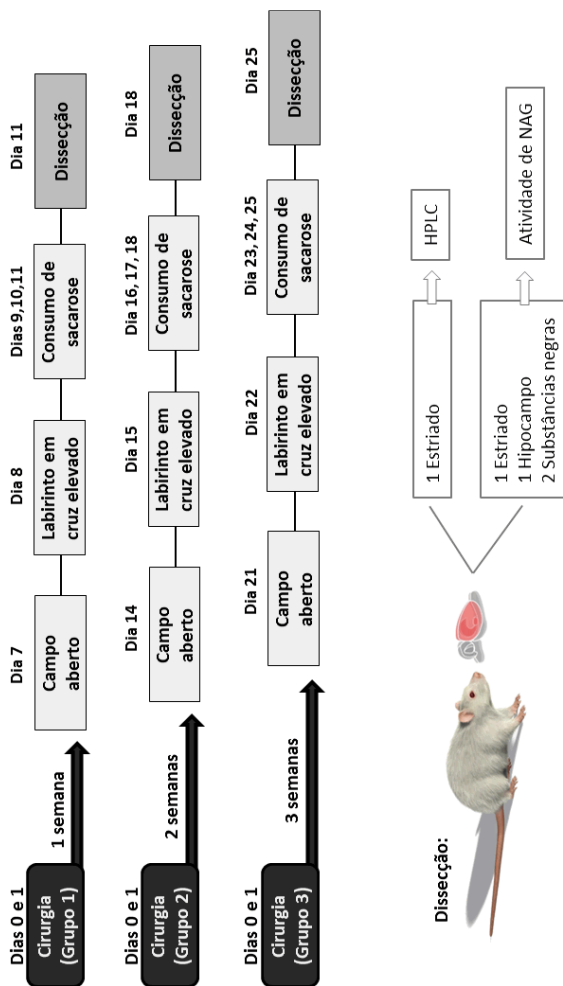 Dias 0 e 1
Cirurgia
(Grupo 1)
1 semana
Dia 7
Campo
aberto
Dia 8
Labirinto em
cruz elevado
Dias 9,10,11
Consumo de
sacarose
Dia 11
Dissecção
Dias 0 e 1
Cirurgia
(Grupo 2)
2 semanas
Dia 14
Campo
aberto
Dia 15
Labirinto em
cruz elevado
Dia 16,17,18
Consumo de
sacarose
Dia 18
Dissecção
Dias 0 e 1
Cirurgia
(Grupo 3)
3 semanas
Dia 21
Campo
aberto
Dia 22
Labirinto em
cruz elevado
Dia 23, 24, 25
Consumo de
sacarose
Dia 25
Dissecção
Dissecção:
1 Estriado
HPLC
1 Estriado
1 Hipocampo
2 Substâncias negras
Atividade de NAG